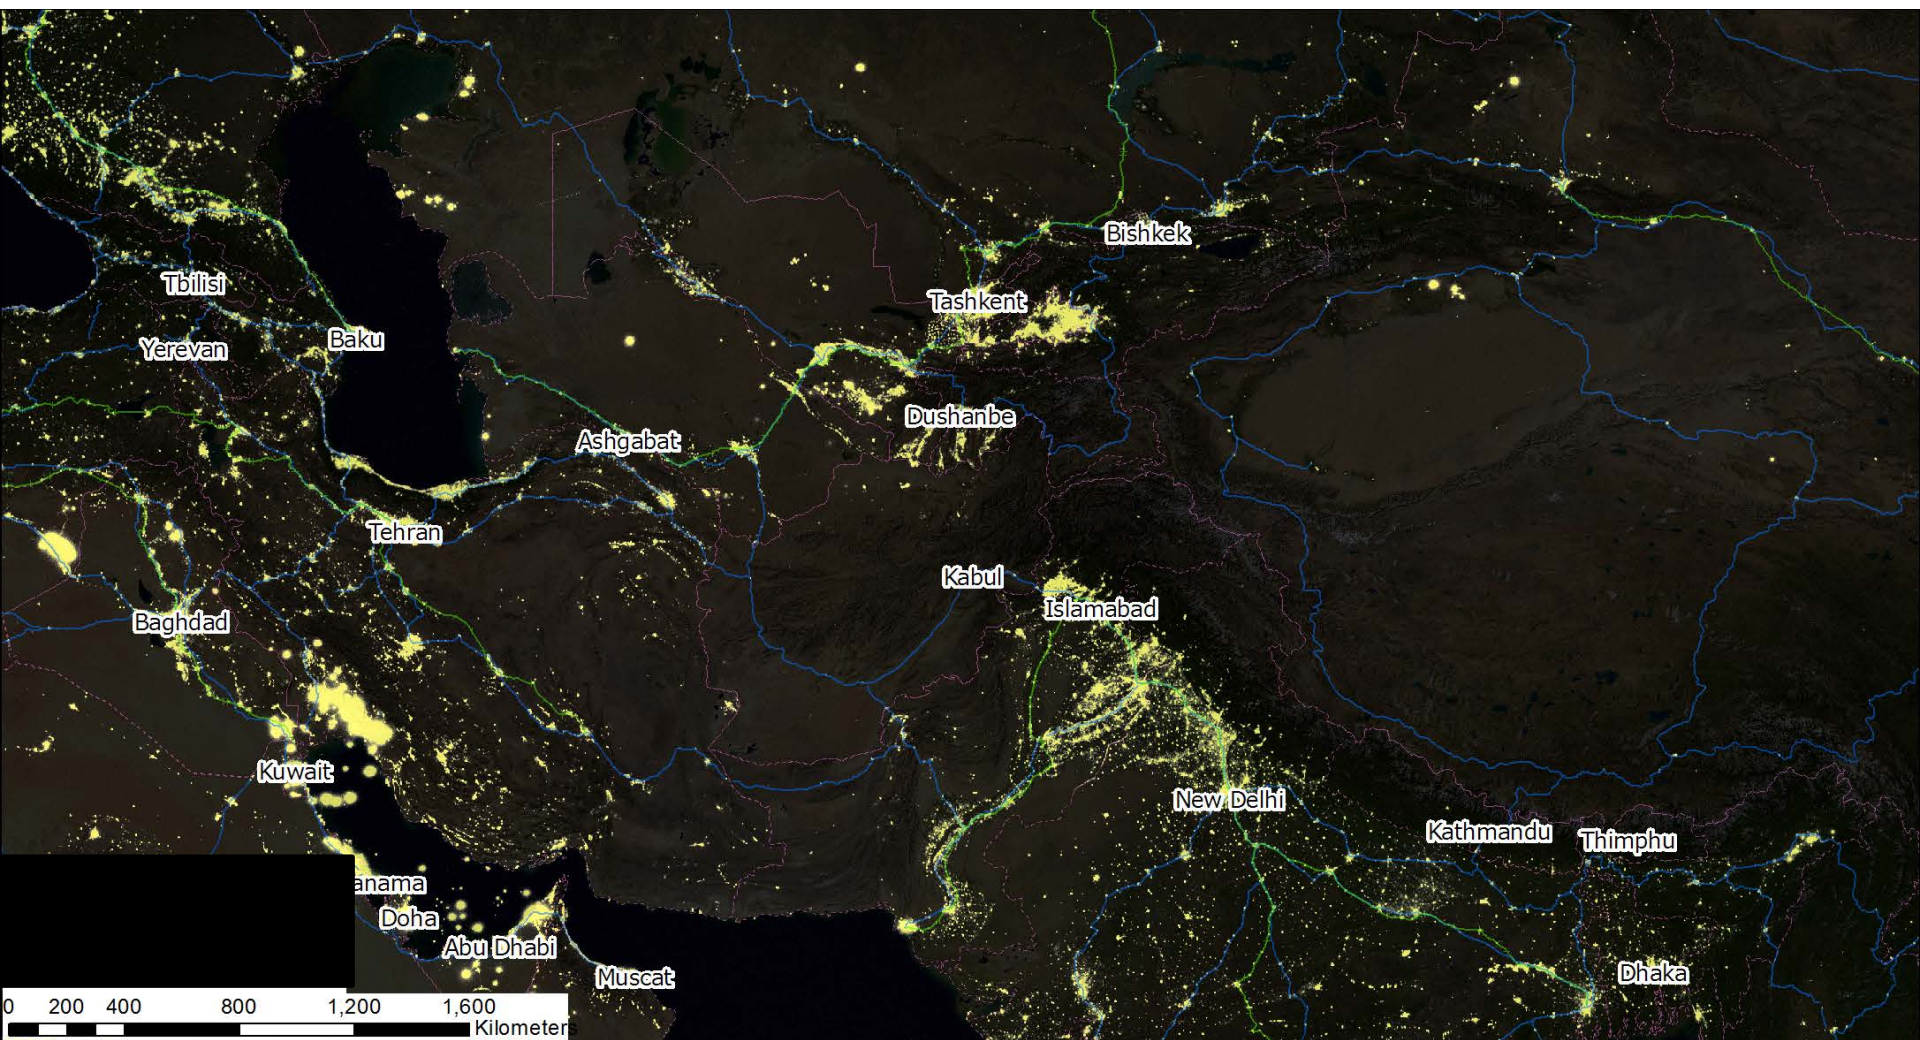 Bishkek
Tbilisi
Tashkent
Baku
Yerevan
Dushanbe
Ashgabat
Tehran
Kabul
Islamabad
Baghdad
Kuwait
New Delhi
Kathmandu
Thimphu
anama
Doha
Abu Dhabi
Muscat
Dhaka
0 200 400 800 1,200 1,600
Kilometers